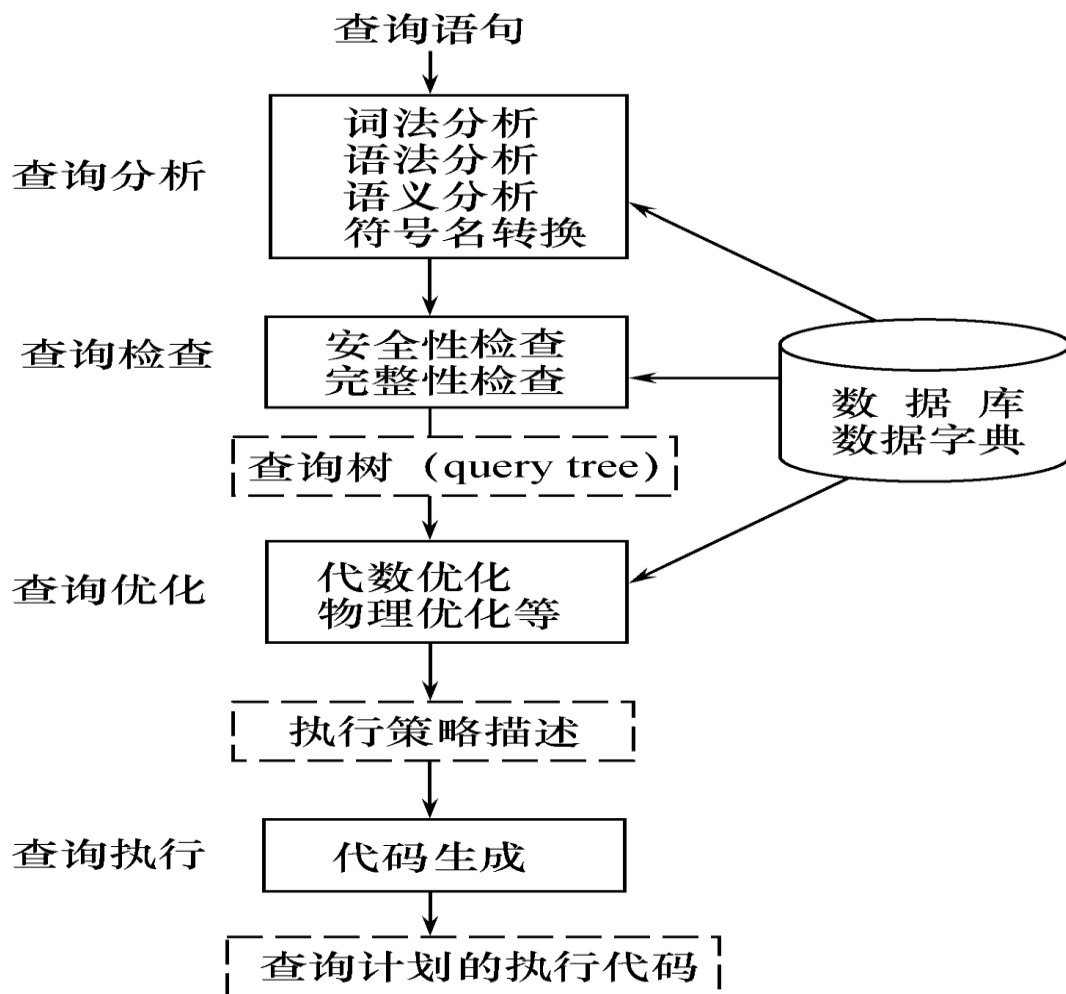 查询语句
词法分析
语法分析
查询分析
语义分析
符号名转换
安全性检查
查询检查
完整性检查
数 据 库
数据字典
查询树（query tree）
代数优化
查询优化
物理优化等
执行策略描述
查询执行
代码生成
查询计划的执行代码